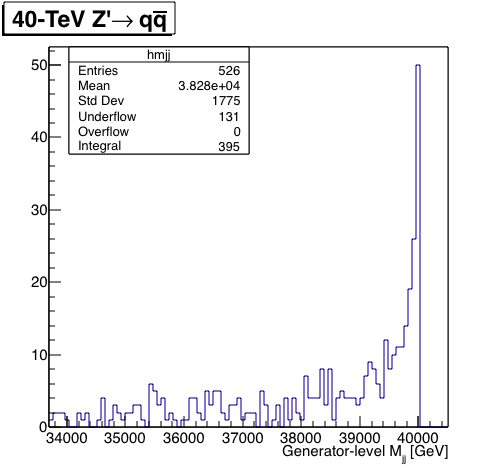 40-TeV Z'→ qq̅
hmjj
Entries 526
Mean 3.828e+04
Std Dev 1775
Underflow 131
Overflow 0
Integral 395
50
40
30
20
10
0
34000 35000 36000 37000 38000 39000 40000
Generator-level Mjj [GeV]